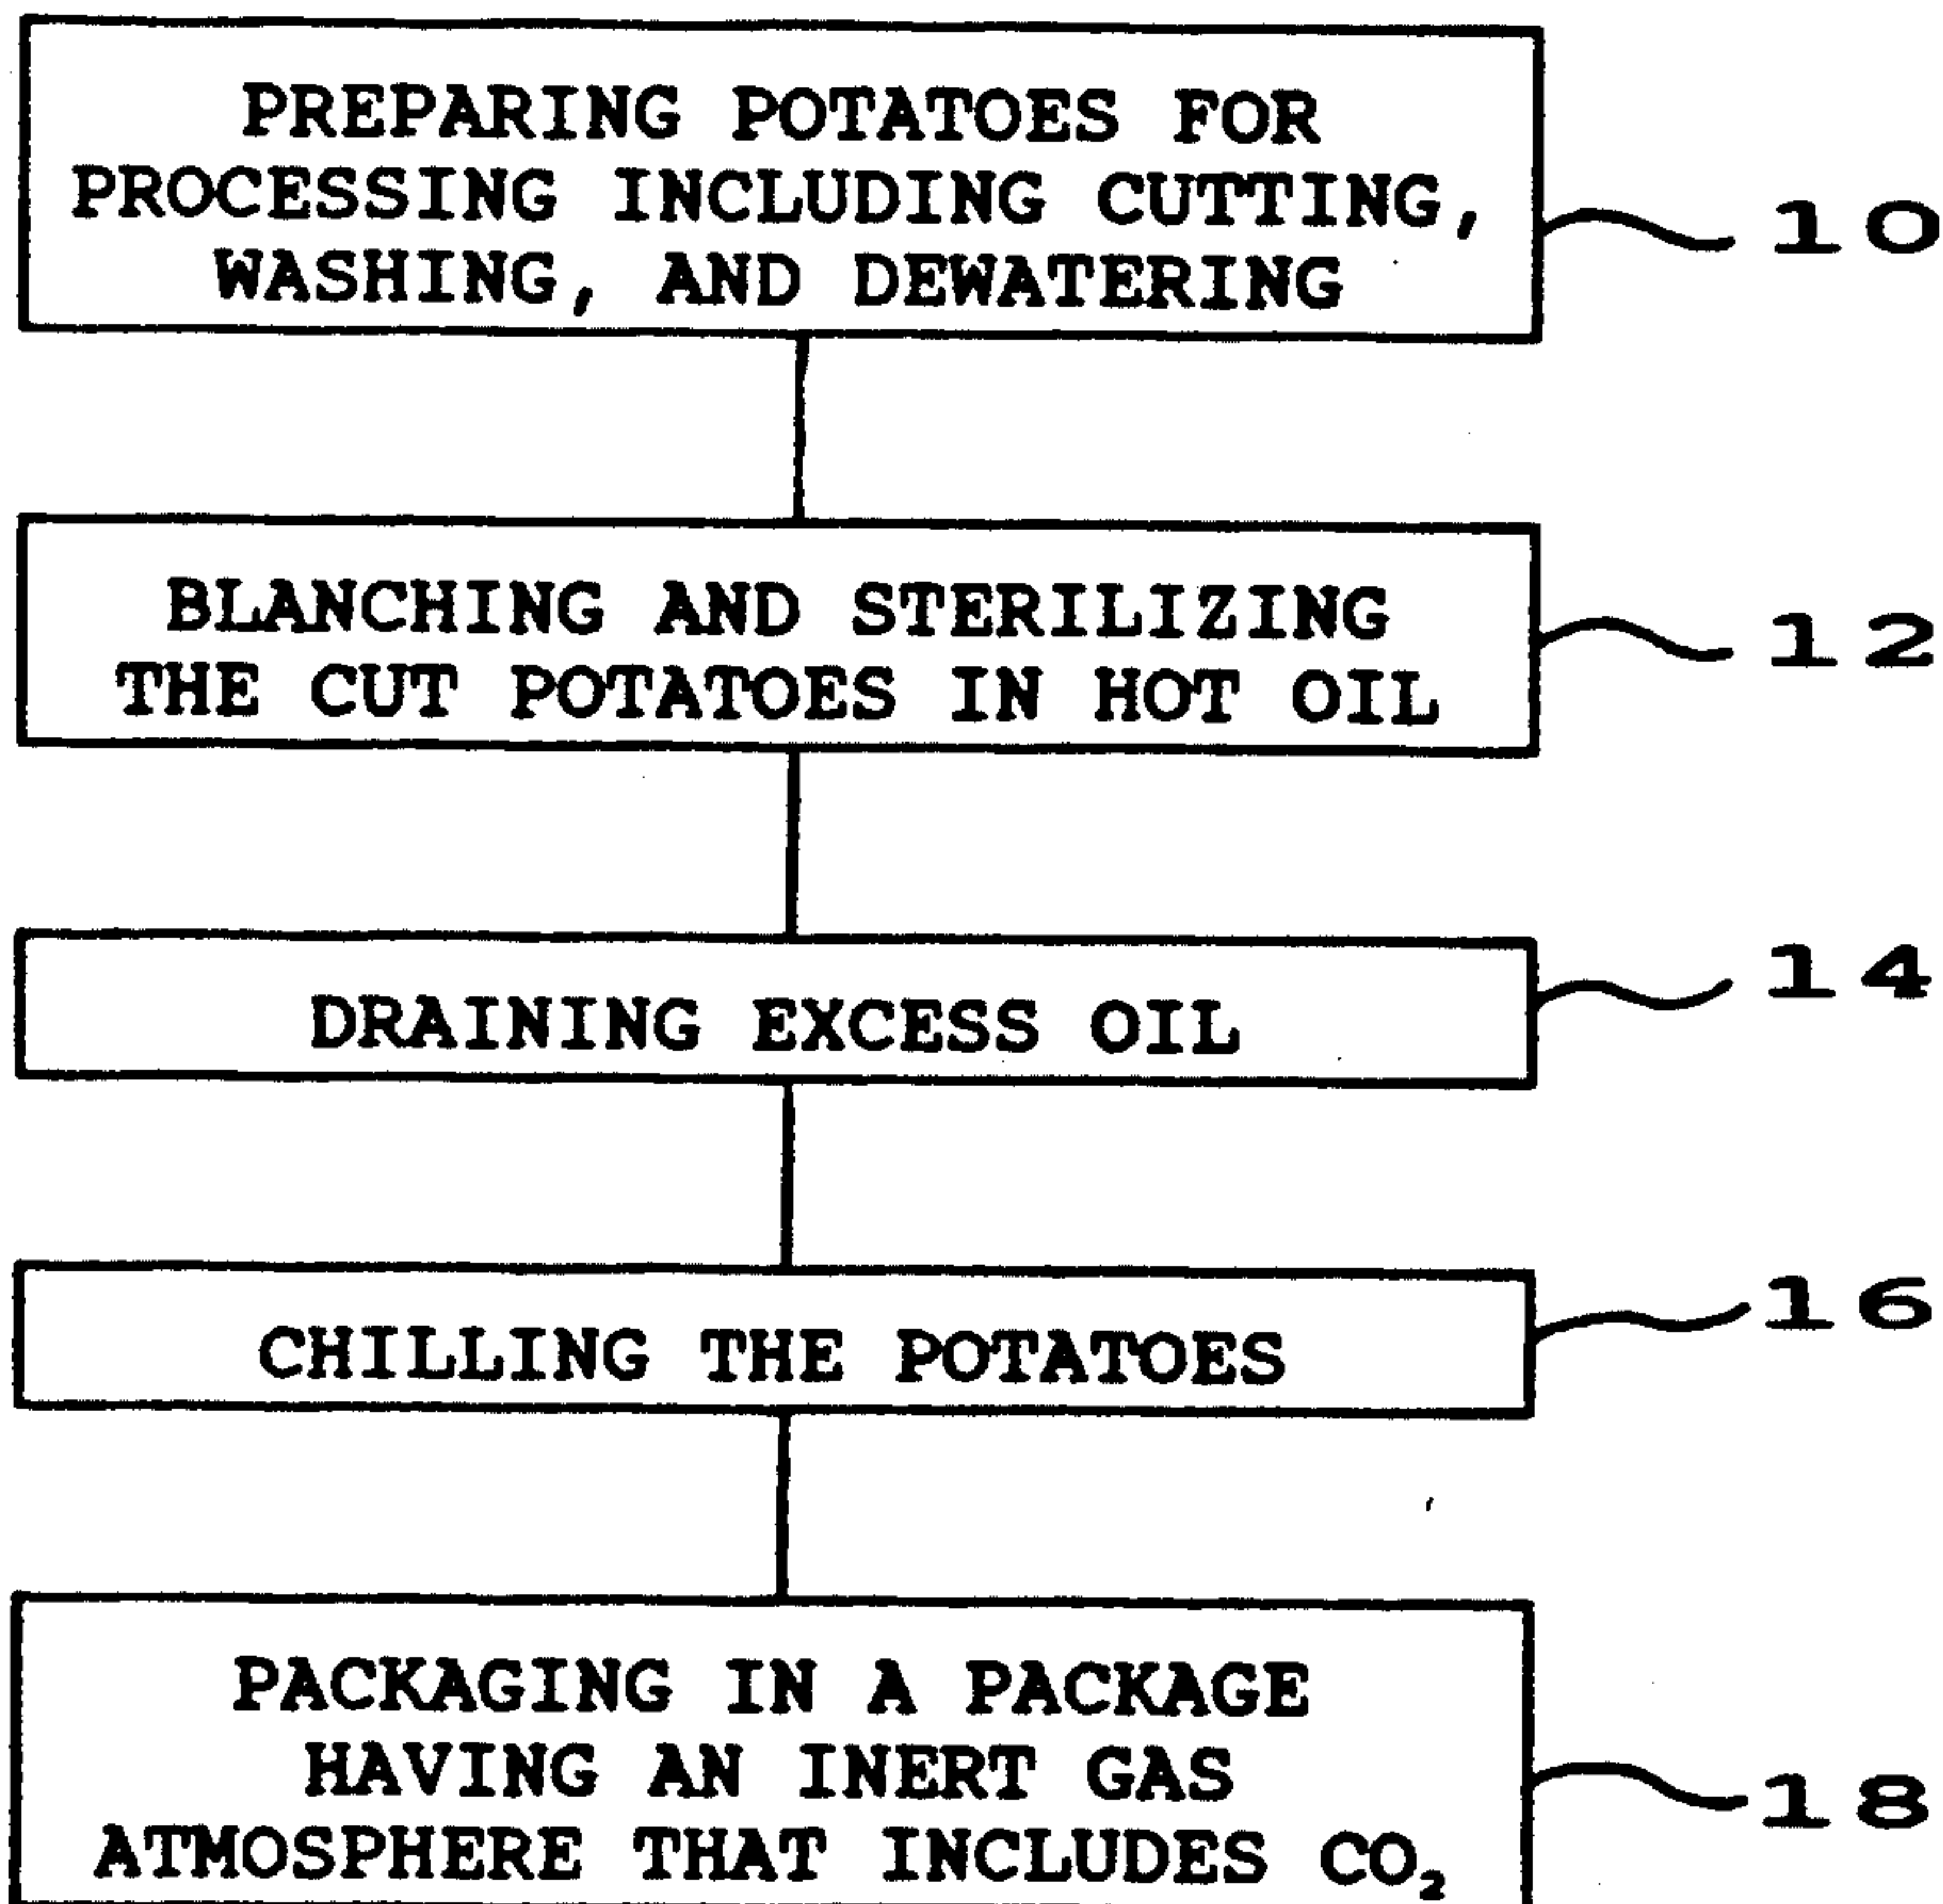 PREPARING POTATOES FOR
PROCESSING INCLUDING CUTTING,
WASHING, AND DEWATERING
10
BLANCHING AND STERILIZING
THE CUT POTATOES IN HOT OIL
12
DRAINING EXCESS OIL
14
CHILLING THE POTATOES
16
PACKAGING IN A PACKAGE
HAVING AN INERT GAS
ATMOSPHERE THAT INCLUDES CO₂
18